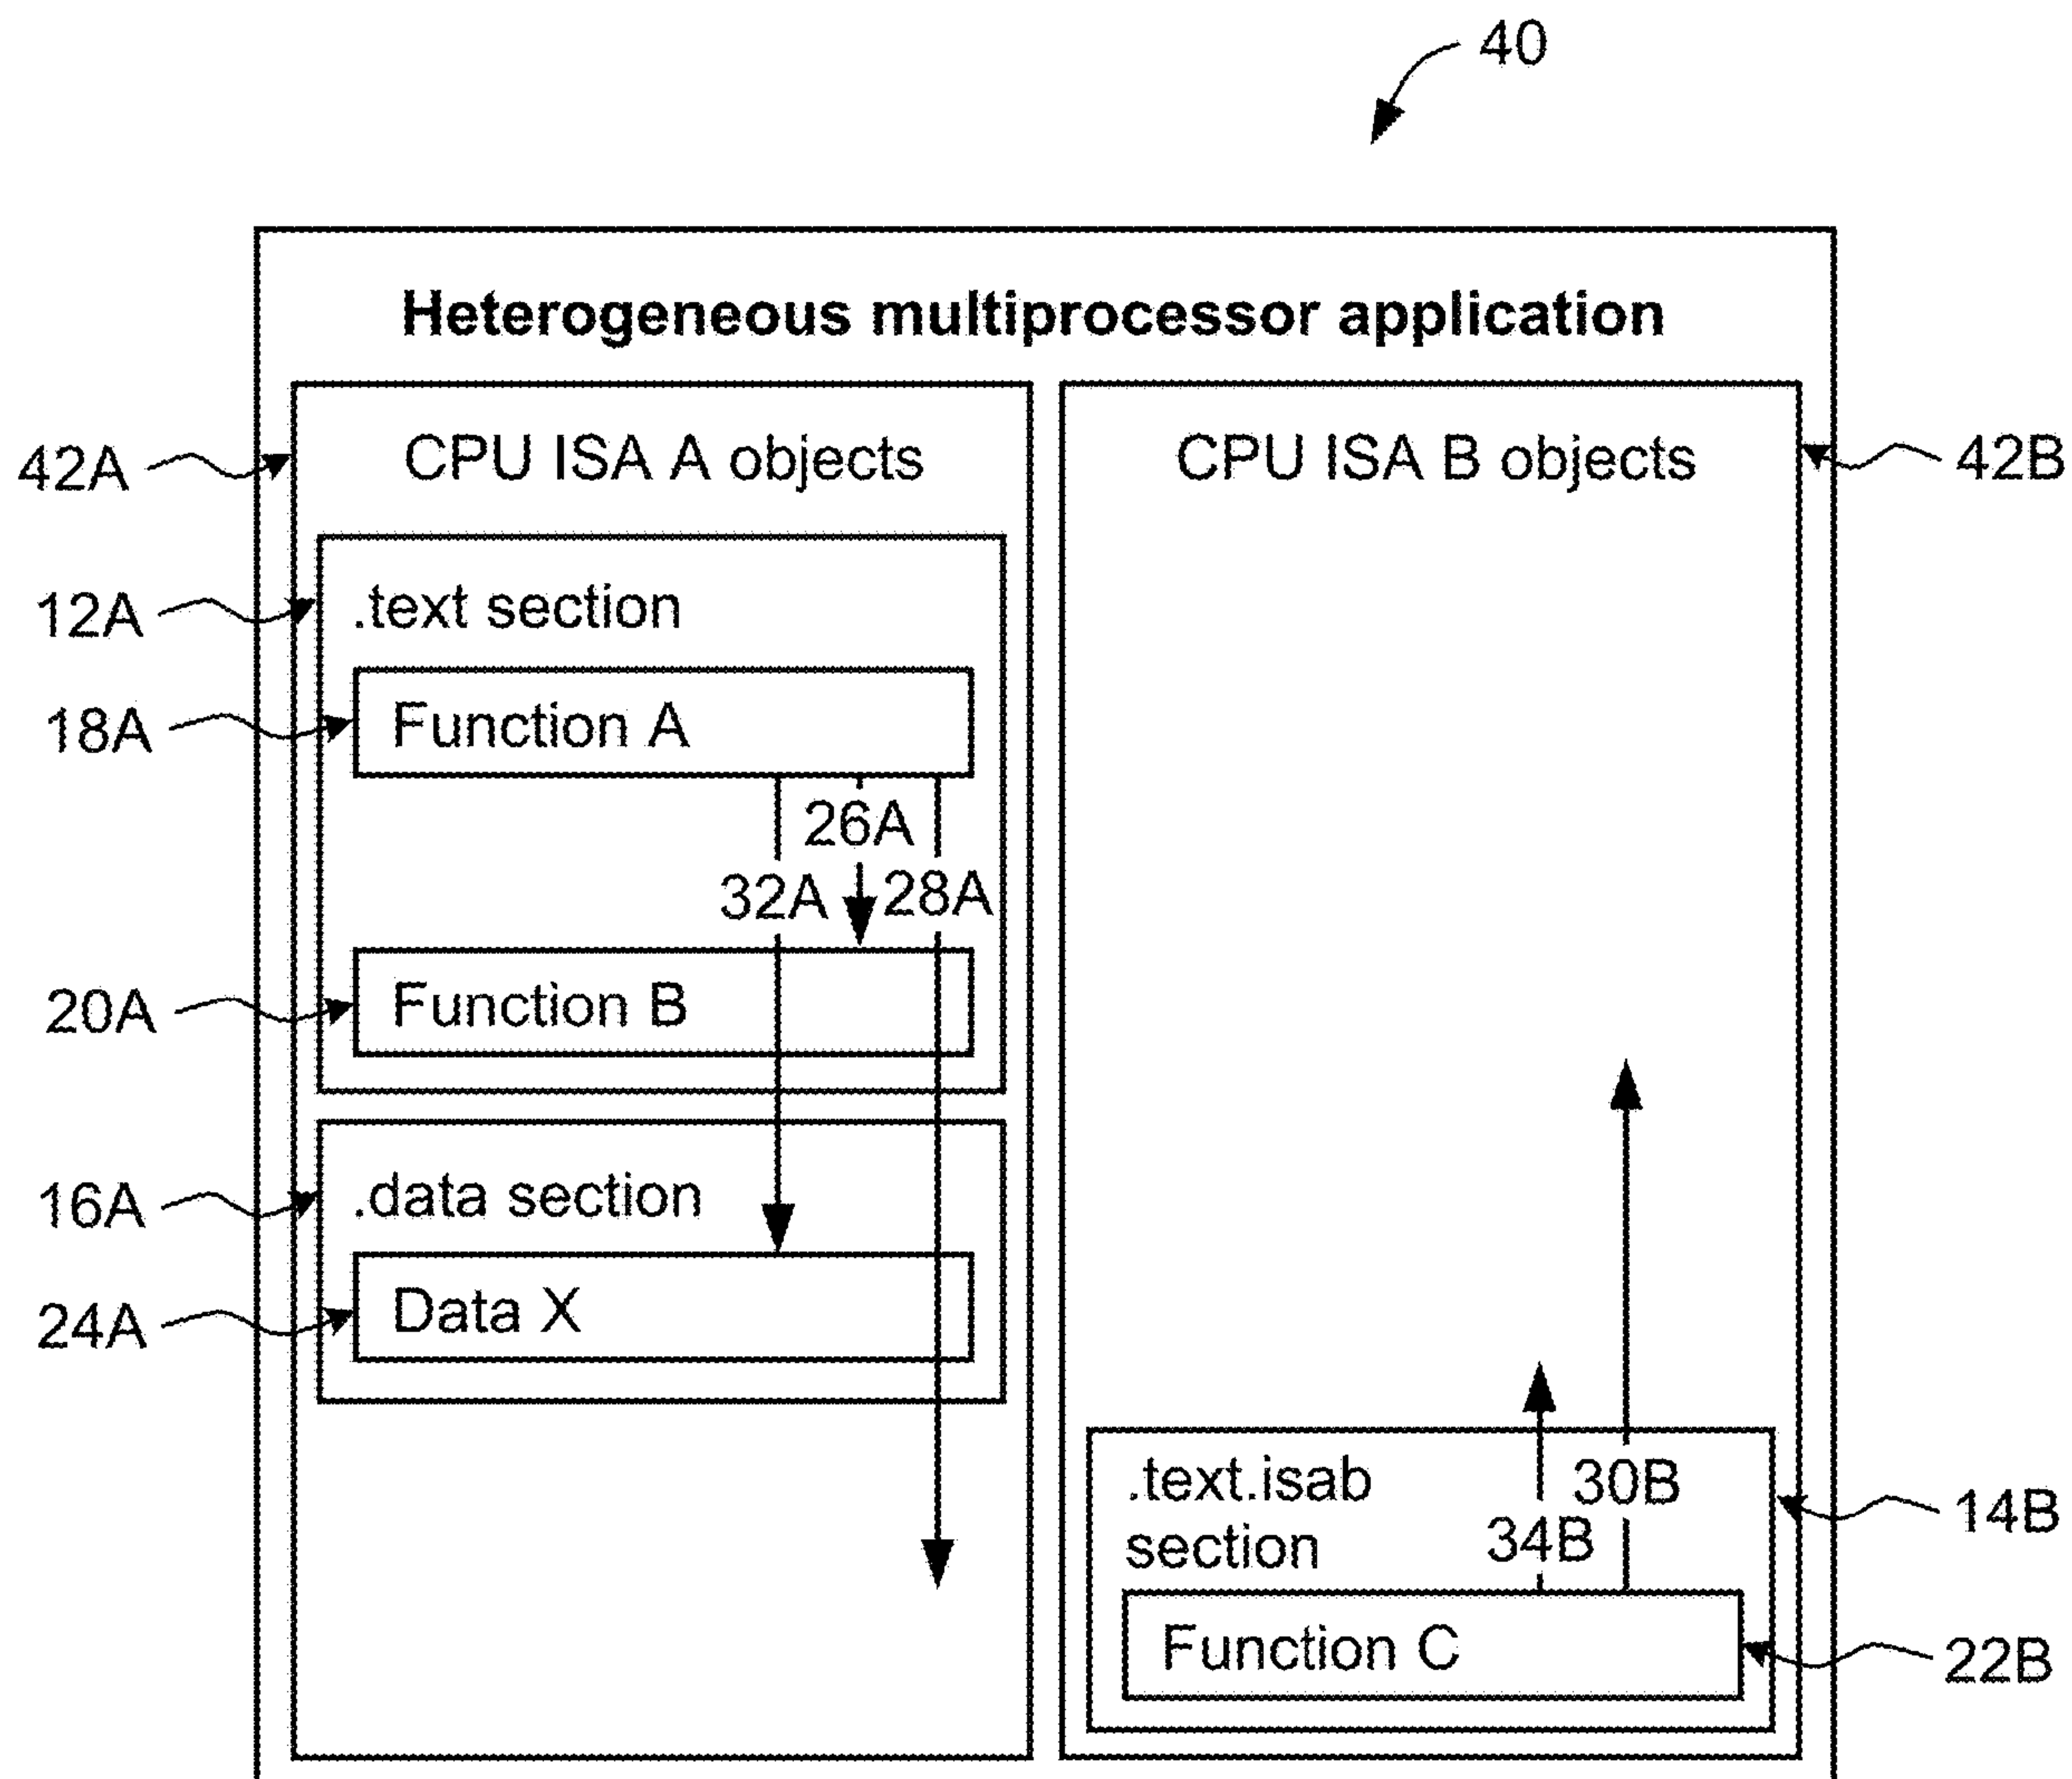 40
Heterogeneous multiprocessor application
42A
CPU ISA A objects
CPU ISA B objects
42B
12A
.text section
18A
Function A
26A
32A
28A
20A
Function B
16A
.data section
24A
Data X
.text.isab
section
30B
34B
14B
Function C
22B